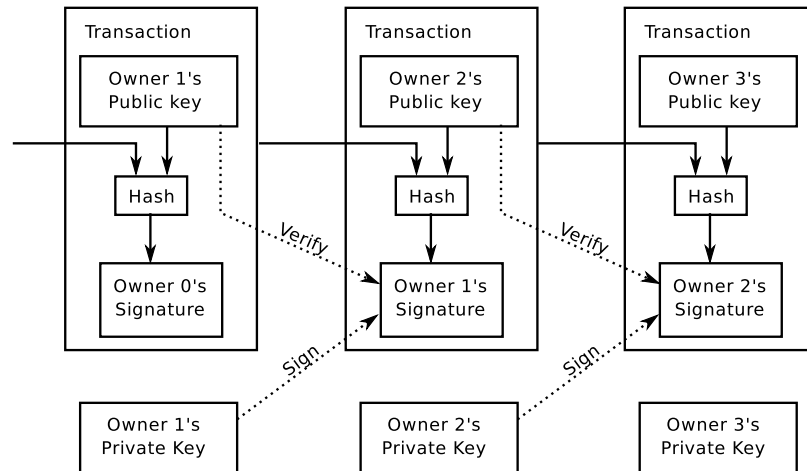 Transaction
Owner 1's
Public key
Hash
Owner 0's
Signature
Verify
Sign
Owner 1's
Private Key
Transaction
Owner 2's
Public key
Hash
Owner 1's
Signature
Verify
Sign
Owner 2's
Private Key
Transaction
Owner 3's
Public key
Hash
Owner 2's
Signature
Owner 3's
Private Key